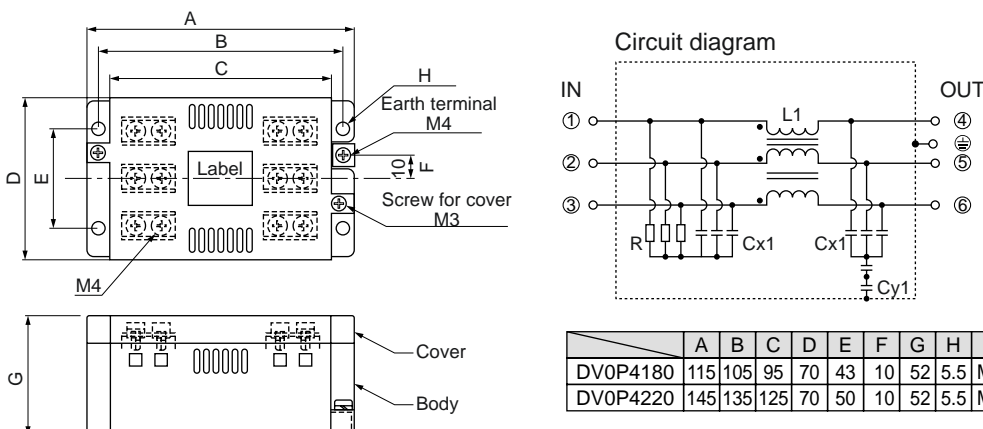 A
B
C
H
Earth terminal
M4
D
E
Label
10
F
Screw for cover
M3
M4
G
Cover
Body
Circuit diagram
IN
OUT
L1
① ④
② ⑤
③ ⑥
R Cx1 Cx1
Cy1
A B C D E F G H
DV0P4180 115 105 95 70 43 10 52 5.5 M
DV0P4220 145 135 125 70 50 10 52 5.5 M